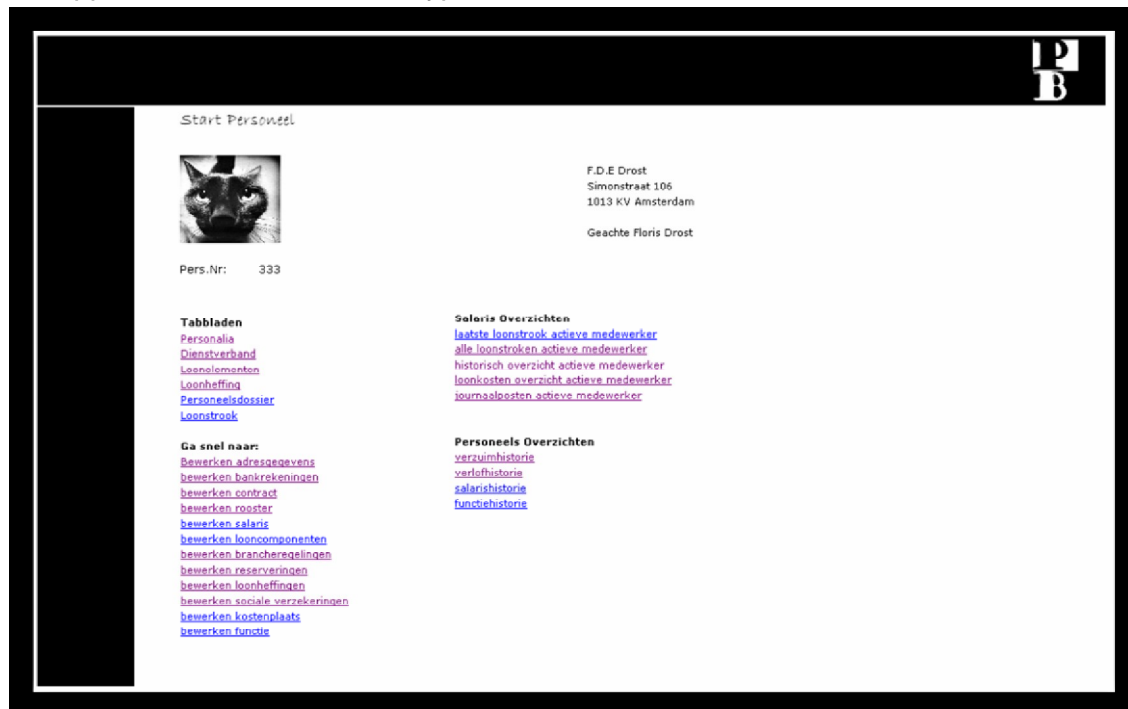 P
B
Start Personeel
F.D.E Drost
Simonstraat 106
1013 KV Amsterdam
Geachte Floris Drost
Pers.Nr: 333
Tabbladen
Personalia
Dienstverband
Loonelementen
Loonheffing
Personeelsdossier
Loonstrook
Ga snel naar:
Bewerken adresgegevens
bewerken bankrekeningen
bewerken contract
bewerken rooster
bewerken salaris
bewerken looncomponenten
bewerken brancheregelingen
bewerken reserveringen
bewerken loonheffingen
bewerken sociale verzekeringen
bewerken kostenplaats
bewerken functie
Salaris Overzichten
laatste loonstrook actieve medewerker
alle loonstroken actieve medewerker
historisch overzicht actieve medewerker
loonkosten overzicht actieve medewerker
journaalposten actieve medewerker
Personeels Overzichten
verzuimhistorie
verlofhistorie
salarishistorie
functiehistorie